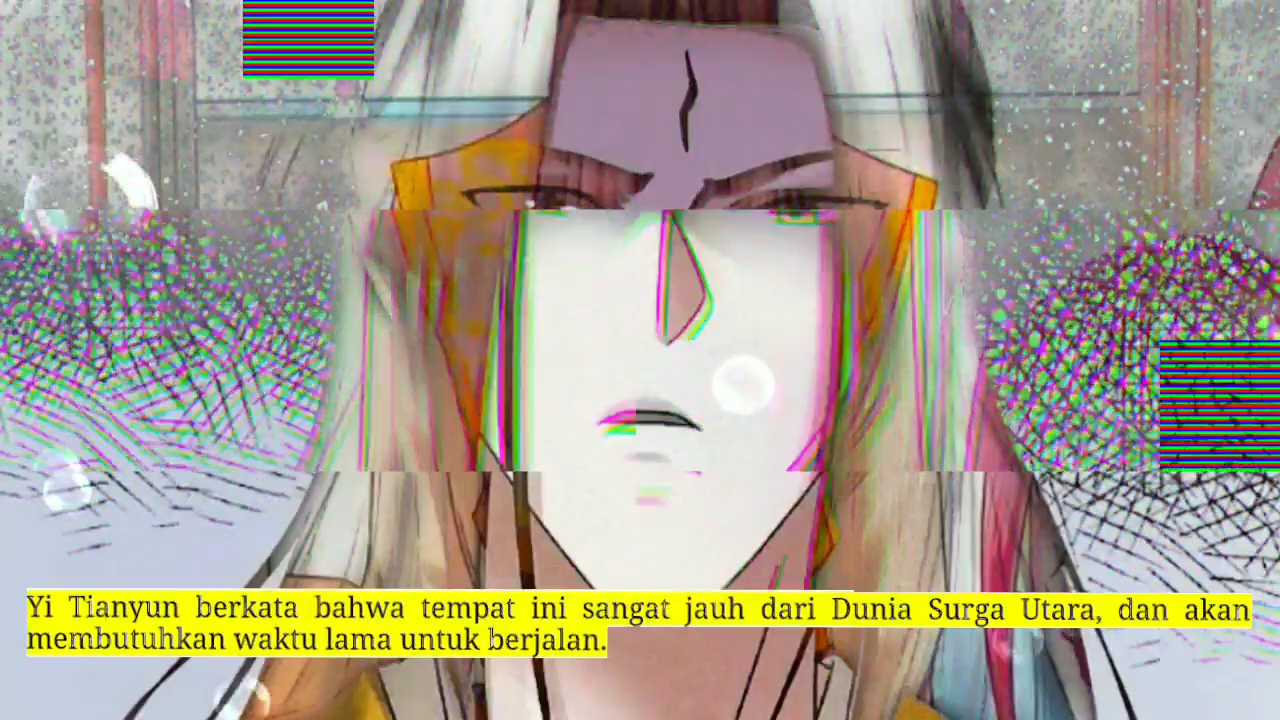 Yi Tianyun berkata bahwa tempat ini sangat jauh dari Dunia Surga Utara, dan akan
membutuhkan waktu lama untuk berjalan.